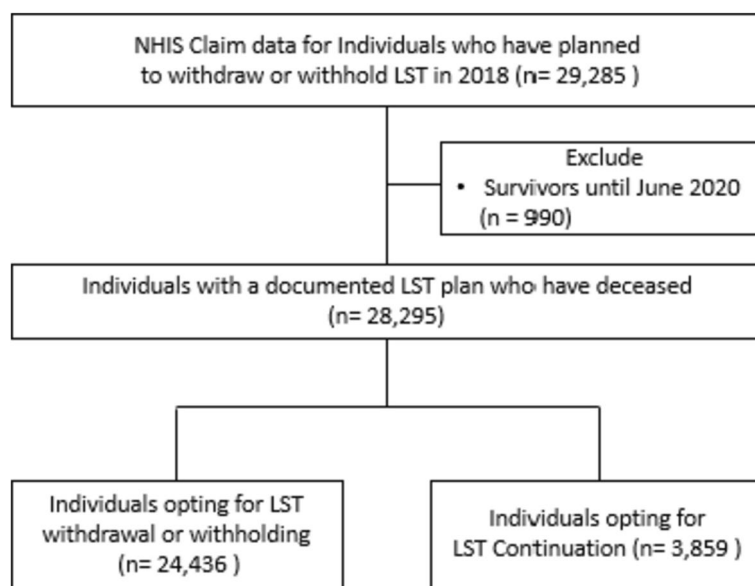 NHIS Claim data for Individuals who have planned
to withdraw or withhold LST in 2018 (n= 29,285 )
Exclude
• Survivors until June 2020
(n = 990)
Individuals with a documented LST plan who have deceased
(n= 28,295)
Individuals opting for LST
withdrawal or withholding
(n= 24,436 )
Individuals opting for
LST Continuation (n= 3,859 )